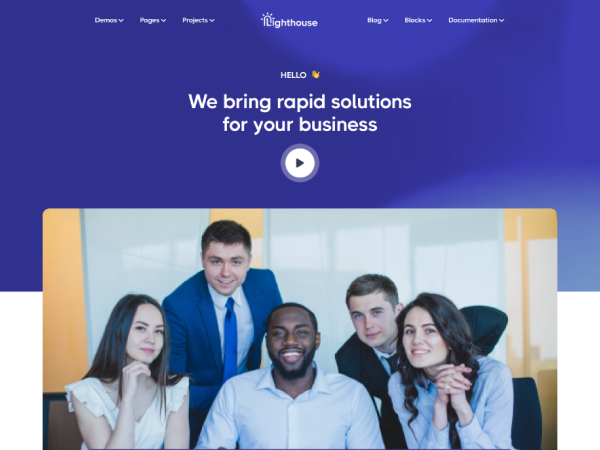 Demos Pages Projects Lighthouse Blog Blocks Documentation
HELLO 👋
We bring rapid solutions
for your business